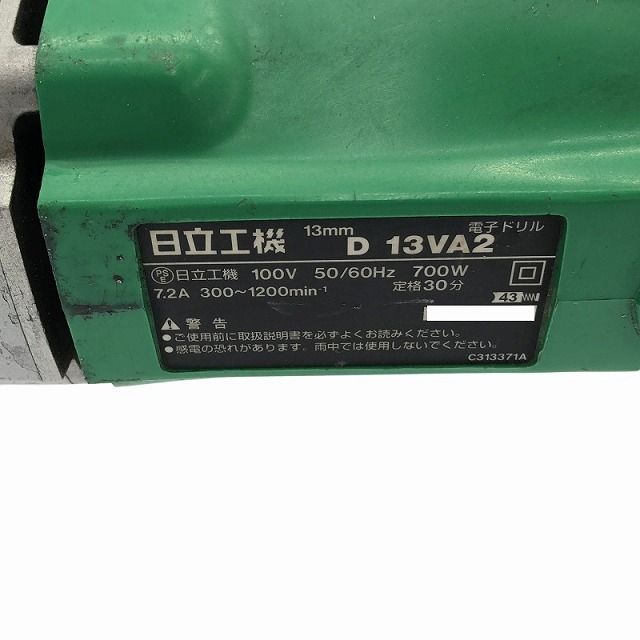 日立工機 13mm D 13VA2 電子ドリル
PSE 日立工機 100V 50/60Hz 700W
7.2A 300～1200min⁻¹ 定格30分
43
⚠ 警告
●ご使用前に取扱説明書を必ずよくお読みください。
●感電の恐れがあります。雨中では使用しないでください。
C313371A